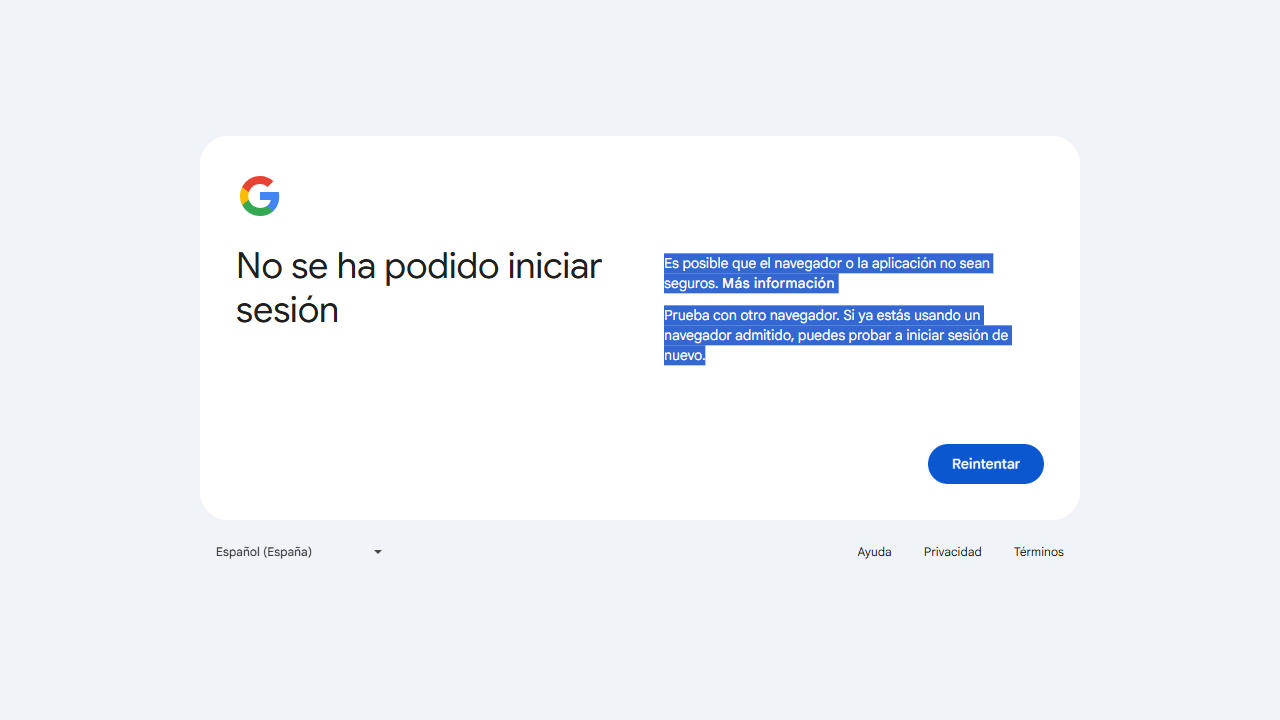 No se ha podido iniciar
sesión
Es posible que el navegador o la aplicación no sean
seguros. Más información
Prueba con otro navegador. Si ya estás usando un
navegador admitido, puedes probar a iniciar sesión de
nuevo.
Reintentar
Español (España)
Ayuda Privacidad Términos